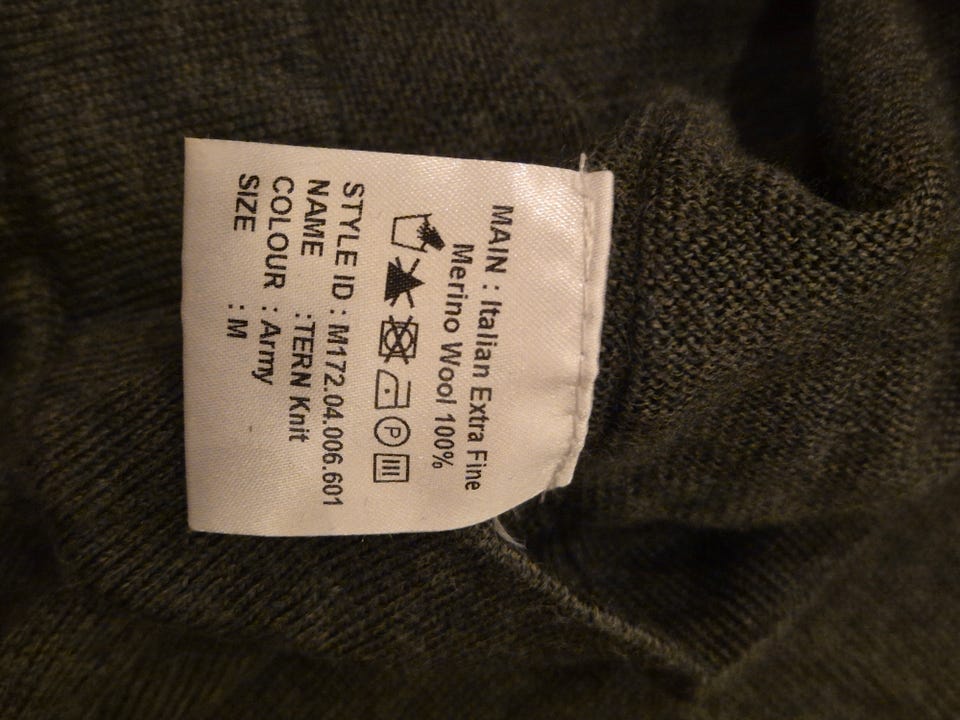 MAIN : Italian Extra Fine
Merino Wool 100%
P
STYLE ID : M172.04.006.601
NAME :TERN Knit
COLOUR : Army
SIZE : M